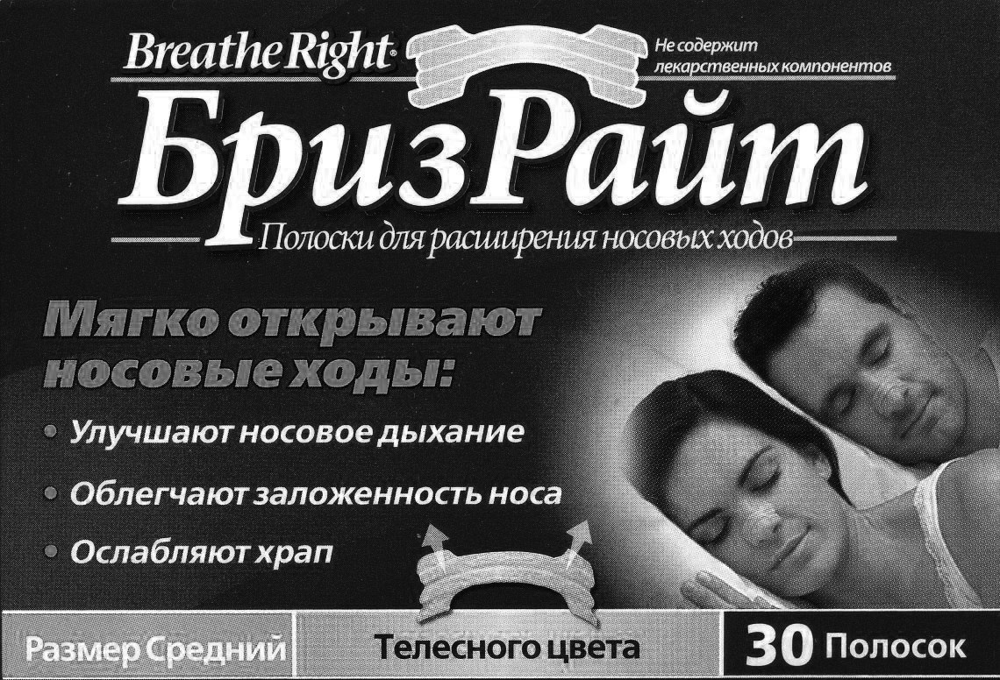 Breathe Right®
Не содержит
лекарственных компонентов
БризРайт
Полоски для расширения носовых ходов
Мягко открывают
носовые ходы:
• Улучшают носовое дыхание
• Облегчают заложенность носа
• Ослабляют храп
Размер Средний
Телесного цвета
30 Полосок